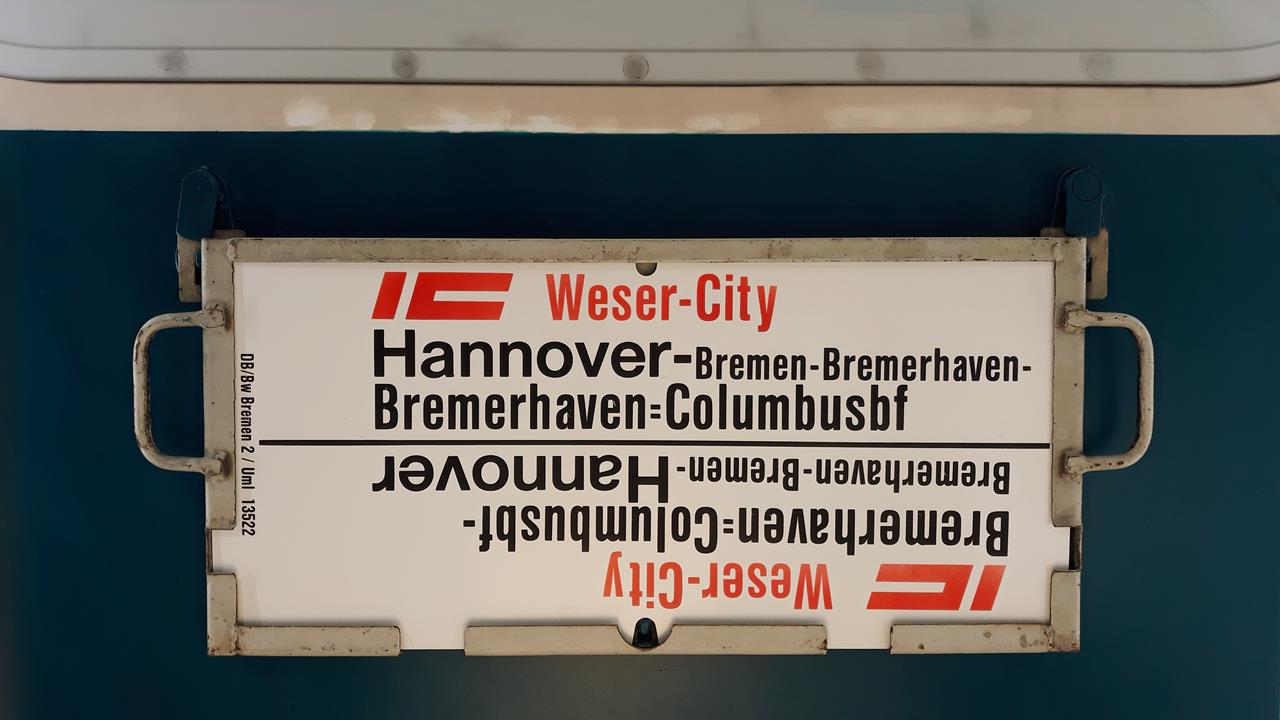 IC Weser-City
Hannover-Bremen-Bremerhaven-
Bremerhaven=Columbusbf
DB/Bw Bremen 2 / Uml 13522
IC Weser-City
Bremerhaven=Columbusbf-
Bremerhaven-Bremen-Hannover